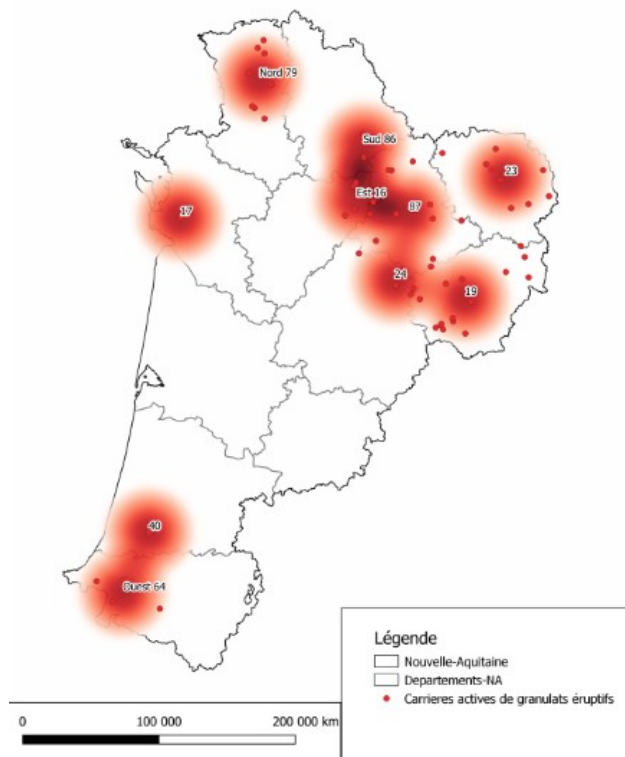 Nord 79
Sud 86
23
Est 16
87
17
24
19
40
Ouest 64
Légende
Nouvelle-Aquitaine
Departements-NA
Carrieres actives de granulats éruptifs
0 100 000 200 000 km